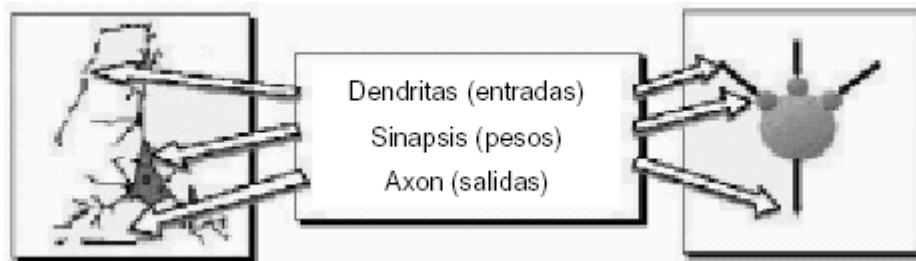 Dendritas (entradas)
Sinapsis (pesos)
Axon (salidas)